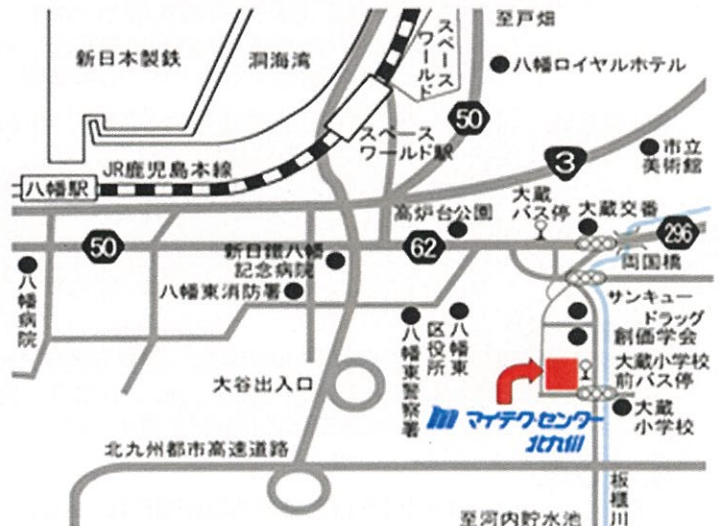 至戸畑
新日本製鉄
洞海湾
スペース
ワールド
八幡ロイヤルホテル
50
スペース
ワールド駅
3
市立
美術館
JR鹿児島本線
八幡駅
大蔵
バス停
高炉台公園
大蔵交番
296
50
62
新日鐵八幡
記念病院
両国橋
八幡病院
八幡東消防署
サンキュー
ドラッグ
創価学会
八幡東警察署
八幡東
区役所
大蔵小学校
前バス停
大谷出入口
マイテク・センター
北九州
大蔵
小学校
北九州都市高速道路
板櫃川
至河内貯水池